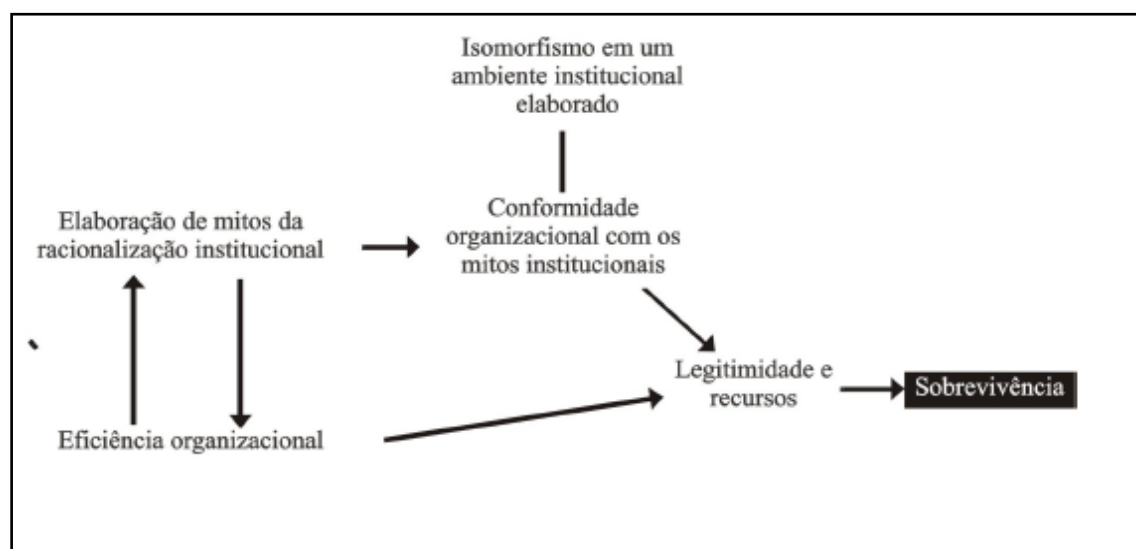 Isomorfismo em um
ambiente institucional
elaborado
Elaboração de mitos da
racionalização institucional
Conformidade
organizacional com os
mitos institucionais
Legitimidade e
recursos
Sobrevivência
Eficiência organizacional